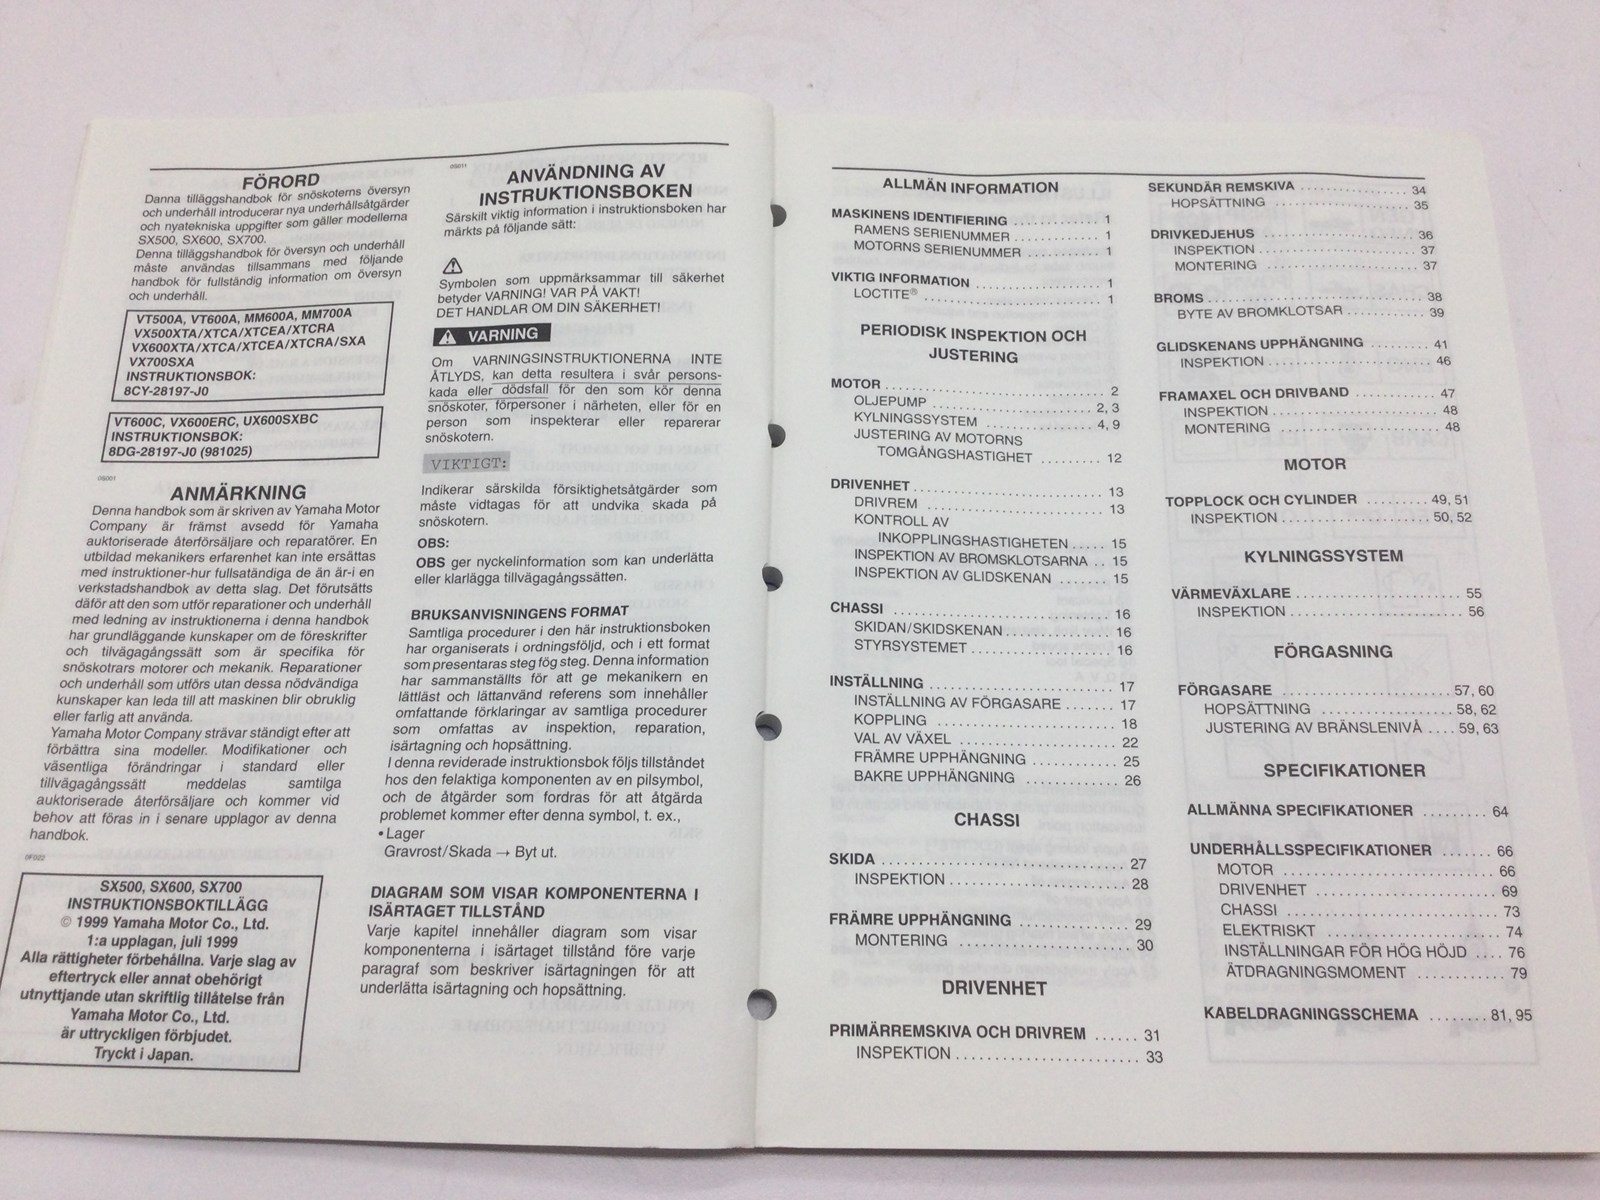 FÖRORD
Danna tilläggshandbok för snöskoterns översyn
och underhåll introducerar nya underhållsåtgärder
och nyatekniska uppgifter som gäller modellerna
SX500, SX600, SX700.
Denna tilläggshandbok för översyn och underhåll
måste användas tillsammans med följande
handbok för fullständig information om översyn
och underhåll.
VT500A, VT600A, MM600A, MM700A
VX500XTA/XTCA/XTCEA/XTCRA
VX600XTA/XTCA/XTCEA/XTCRA/SXA
VX700SXA
INSTRUKTIONSBOK:
8CY-28197-J0
VT600C, VX600ERC, UX600SXBC
INSTRUKTIONSBOK:
8DG-28197-J0 (981025)
0S001
ANMÄRKNING
Denna handbok som är skriven av Yamaha Motor
Company är främst avsedd för Yamaha
auktoriserade återförsäljare och reparatörer. En
utbildad mekanikers erfarenhet kan inte ersättas
med instruktioner-hur fullsatändiga de än är-i en
verkstadshandbok av detta slag. Det förutsätts
däför att den som utför reparationer och underhåll
med ledning av instruktionerna i denna handbok
har grundläggande kunskaper om de föreskrifter
och tilvägagångssätt som är specifika för
snöskotrars motorer och mekanik. Reparationer
och underhåll som utförs utan dessa nödvändiga
kunskaper kan leda till att maskinen blir obruklig
eller farlig att använda.
Yamaha Motor Company strävar ständigt efter att
förbättra sina modeller. Modifikationer och
väsentliga förändringar i standard eller
tillvägagångssätt meddelas samtilga
auktoriserade återförsäljare och kommer vid
behov att föras in i senare upplagor av denna
handbok.
0F022
SX500, SX600, SX700
INSTRUKTIONSBOKTILLÄGG
© 1999 Yamaha Motor Co., Ltd.
1:a upplagan, juli 1999
Alla rättigheter förbehållna. Varje slag av
eftertryck eller annat obehörigt
utnyttjande utan skriftlig tillåtelse från
Yamaha Motor Co., Ltd.
är uttryckligen förbjudet.
Tryckt i Japan.
0S011
ANVÄNDNING AV
INSTRUKTIONSBOKEN
Särskilt viktig information i instruktionsboken har
märkts på följande sätt:
Symbolen som uppmärksammar till säkerhet
betyder VARNING! VAR PÅ VAKT!
DET HANDLAR OM DIN SÄKERHET!
VARNING
Om VARNINGSINSTRUKTIONERNA INTE
ÅTLYDS, kan detta resultera i svår persons-
kada eller dödsfall för den som kör denna
snöskoter, förpersoner i närheten, eller för en
person som inspekterar eller reparerar
snöskotern.
VIKTIGT:
Indikerar särskilda försiktighetsåtgärder som
måste vidtagas för att undvika skada på
snöskotern.
OBS:
OBS ger nyckelinformation som kan underlätta
eller klarlägga tillvägagångssätten.
BRUKSANVISNINGENS FORMAT
Samtliga procedurer i den här instruktionsboken
har organiserats i ordningsföljd, och i ett format
som presentaras steg fög steg. Denna information
har sammanställts för att ge mekanikern en
lättläst och lättanvänd referens som innehåller
omfattande förklaringar av samtliga procedurer
som omfattas av inspektion, reparation,
isärtagning och hopsättning.
I denna reviderade instruktionsbok följs tillståndet
hos den felaktiga komponenten av en pilsymbol,
och de åtgärder som fordras för att åtgärda
problemet kommer efter denna symbol, t. ex.,
• Lager
Gravrost/Skada → Byt ut.
DIAGRAM SOM VISAR KOMPONENTERNA I
ISÄRTAGET TILLSTÅND
Varje kapitel innehåller diagram som visar
komponenterna i isärtaget tillstånd före varje
paragraf som beskriver isärtagningen för att
underlätta isärtagning och hopsättning.
ALLMÄN INFORMATION
MASKINENS IDENTIFIERING ............ 1
RAMENS SERIENUMMER ............ 1
MOTORNS SERIENUMMER ............ 1
VIKTIG INFORMATION ................. 1
LOCTITE® ........................ 1
PERIODISK INSPEKTION OCH
JUSTERING
MOTOR ............................. 2
OLJEPUMP ...................... 2, 3
KYLNINGSSYSTEM ................ 4, 9
JUSTERING AV MOTORNS
TOMGÅNGSHASTIGHET ......... 12
DRIVENHET ........................ 13
DRIVREM ........................ 13
KONTROLL AV
INKOPPLINGSHASTIGHETEN ..... 15
INSPEKTION AV BROMSKLOTSARNA .. 15
INSPEKTION AV GLIDSKENAN ....... 15
CHASSI ........................... 16
SKIDAN/SKIDSKENAN .............. 16
STYRSYSTEMET ................... 16
INSTÄLLNING ...................... 17
INSTÄLLNING AV FÖRGASARE ....... 17
KOPPLING ....................... 18
VAL AV VÄXEL ................... 22
FRÄMRE UPPHÄNGNING ............. 25
BAKRE UPPHÄNGNING .............. 26
CHASSI
SKIDA ............................ 27
INSPEKTION ..................... 28
FRÄMRE UPPHÄNGNING ............... 29
MONTERING ...................... 30
DRIVENHET
PRIMÄRREMSKIVA OCH DRIVREM ...... 31
INSPEKTION ..................... 33
SEKUNDÄR REMSKIVA ............... 34
HOPSÄTTNING .................... 35
DRIVKEDJEHUS ..................... 36
INSPEKTION ..................... 37
MONTERING ...................... 37
BROMS ............................ 38
BYTE AV BROMKLOTSAR ............ 39
GLIDSKENANS UPPHÄNGNING ......... 41
INSPEKTION ..................... 46
FRAMAXEL OCH DRIVBAND ........... 47
INSPEKTION ..................... 48
MONTERING ...................... 48
MOTOR
TOPPLOCK OCH CYLINDER ......... 49, 51
INSPEKTION .................. 50, 52
KYLNINGSSYSTEM
VÄRMEVÄXLARE ..................... 55
INSPEKTION ..................... 56
FÖRGASNING
FÖRGASARE ...................... 57, 60
HOPSÄTTNING ................. 58, 62
JUSTERING AV BRÄNSLENIVÅ .... 59, 63
SPECIFIKATIONER
ALLMÄNNA SPECIFIKATIONER ......... 64
UNDERHÅLLSSPECIFIKATIONER ....... 66
MOTOR .......................... 66
DRIVENHET ...................... 69
CHASSI ......................... 73
ELEKTRISKT ..................... 74
INSTÄLLNINGAR FÖR HÖG HÖJD .... 76
ÄTDRAGNINGSMOMENT .............. 79
KABELDRAGNINGSSCHEMA ........ 81, 95